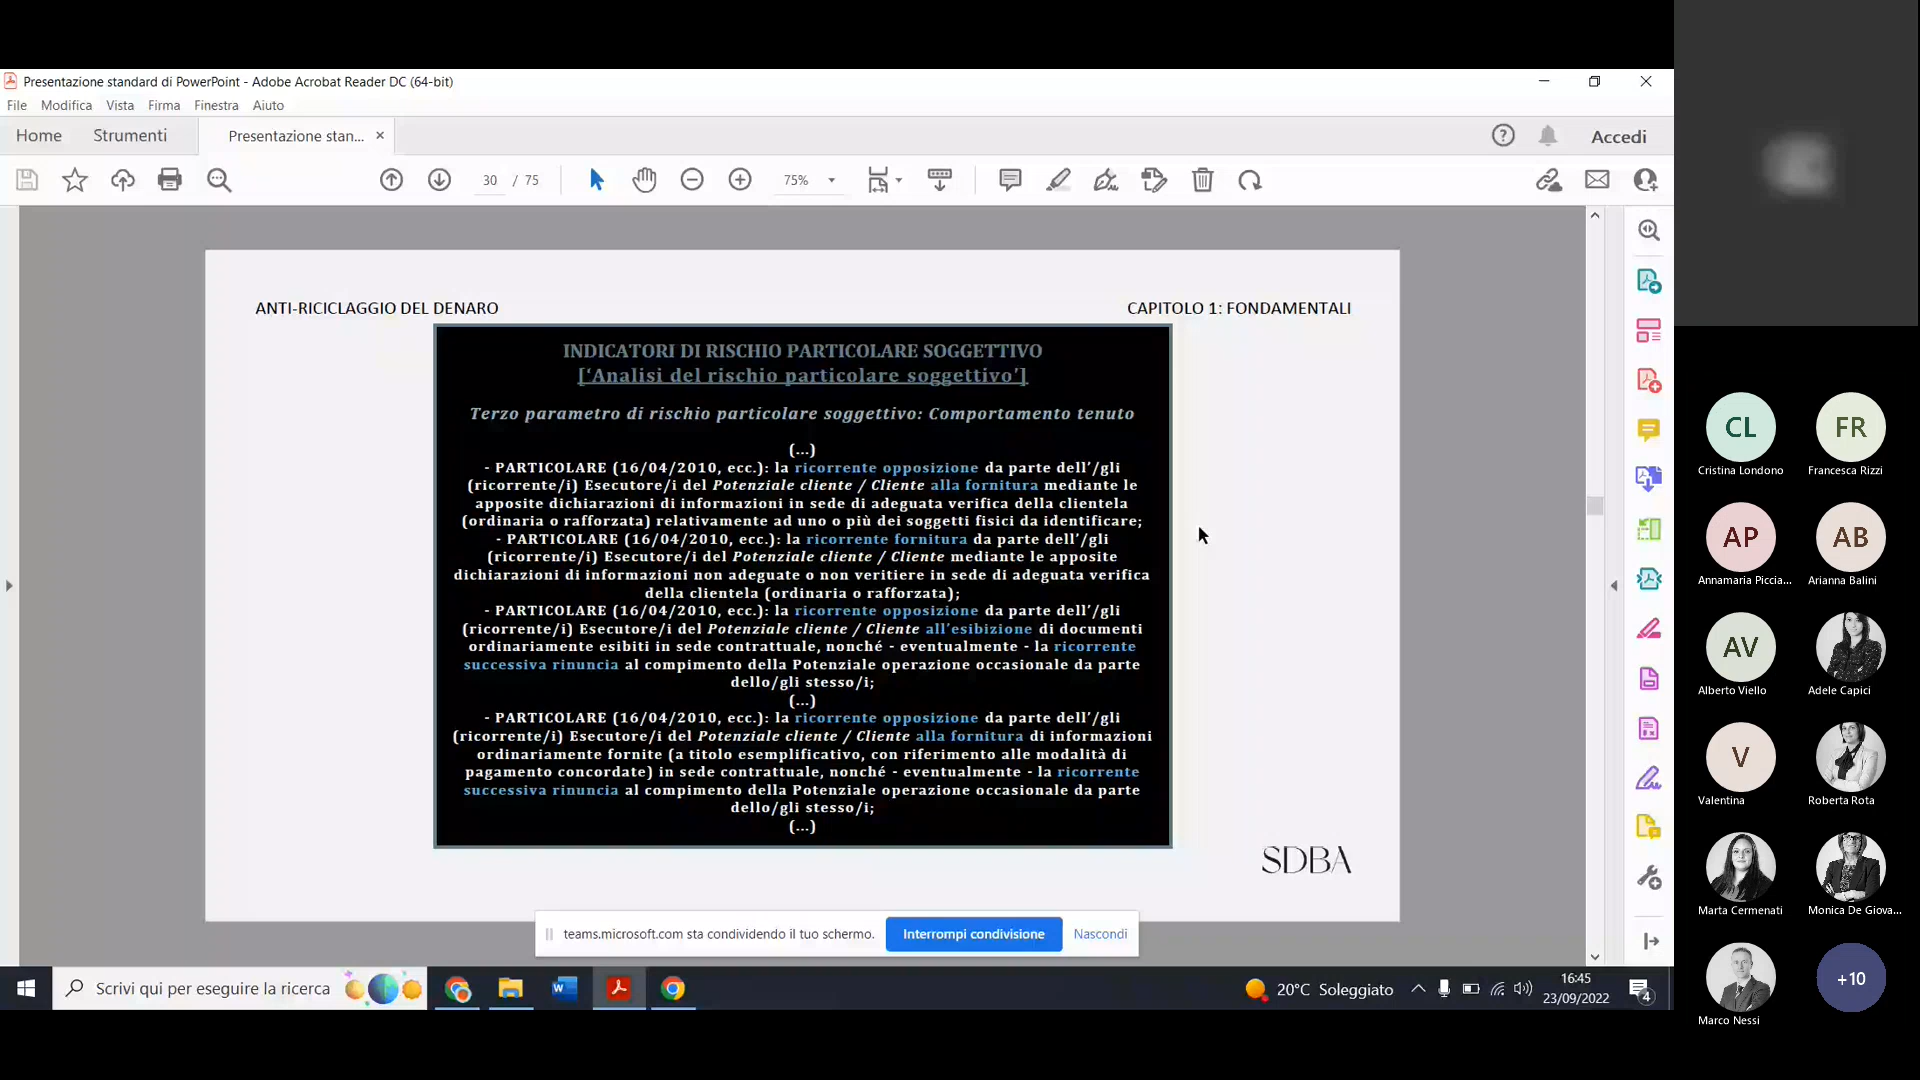 Presentazione standard di PowerPoint - Adobe Acrobat Reader DC (64-bit)
File Modifica Vista Firma Finestra Aiuto
Home Strumenti Presentazione stan... × Accedi
30 / 75 75%
ANTI-RICICLAGGIO DEL DENARO
CAPITOLO 1: FONDAMENTALI
INDICATORI DI RISCHIO PARTICOLARE SOGGETTIVO
['Analisi del rischio particolare soggettivo']
Terzo parametro di rischio particolare soggettivo: Comportamento tenuto
(...)
- PARTICOLARE (16/04/2010, ecc.): la ricorrente opposizione da parte dell'/gli
(ricorrente/i) Esecutore/i del Potenziale cliente / Cliente alla fornitura mediante le
apposite dichiarazioni di informazioni in sede di adeguata verifica della clientela
(ordinaria o rafforzata) relativamente ad uno o più dei soggetti fisici da identificare;
- PARTICOLARE (16/04/2010, ecc.): la ricorrente fornitura da parte dell'/gli
(ricorrente/i) Esecutore/i del Potenziale cliente / Cliente mediante le apposite
dichiarazioni di informazioni non adeguate o non veritiere in sede di adeguata verifica
della clientela (ordinaria o rafforzata);
- PARTICOLARE (16/04/2010, ecc.): la ricorrente opposizione da parte dell'/gli
(ricorrente/i) Esecutore/i del Potenziale cliente / Cliente all'esibizione di documenti
ordinariamente esibiti in sede contrattuale, nonché - eventualmente - la ricorrente
successiva rinuncia al compimento della Potenziale operazione occasionale da parte
dello/gli stesso/i;
(...)
- PARTICOLARE (16/04/2010, ecc.): la ricorrente opposizione da parte dell'/gli
(ricorrente/i) Esecutore/i del Potenziale cliente / Cliente alla fornitura di informazioni
ordinariamente fornite (a titolo esemplificativo, con riferimento alle modalità di
pagamento concordate) in sede contrattuale, nonché - eventualmente - la ricorrente
successiva rinuncia al compimento della Potenziale operazione occasionale da parte
dello/gli stesso/i;
(...)
SDBA
teams.microsoft.com sta condividendo il tuo schermo. Interrompi condivisione Nascondi
Scrivi qui per eseguire la ricerca
20°C Soleggiato
16:45
23/09/2022
4
CL FR
Cristina Londono Francesca Rizzi
AP AB
Annamaria Piccia... Arianna Balini
AV
Alberto Viello Adele Capici
V
Valentina Roberta Rota
Marta Cermenati Monica De Giova...
+10
Marco Nessi